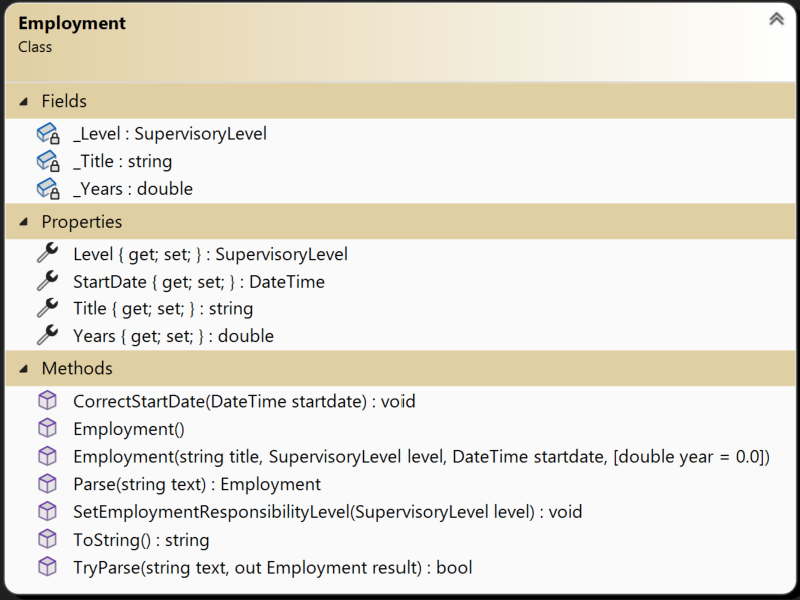 Employment
Class
Fields
_Level : SupervisoryLevel
_Title : string
_Years : double
Properties
Level { get; set; } : SupervisoryLevel
StartDate { get; set; } : DateTime
Title { get; set; } : string
Years { get; set; } : double
Methods
CorrectStartDate(DateTime startdate) : void
Employment()
Employment(string title, SupervisoryLevel level, DateTime startdate, [double year = 0.0])
Parse(string text) : Employment
SetEmploymentResponsibilityLevel(SupervisoryLevel level) : void
ToString() : string
TryParse(string text, out Employment result) : bool